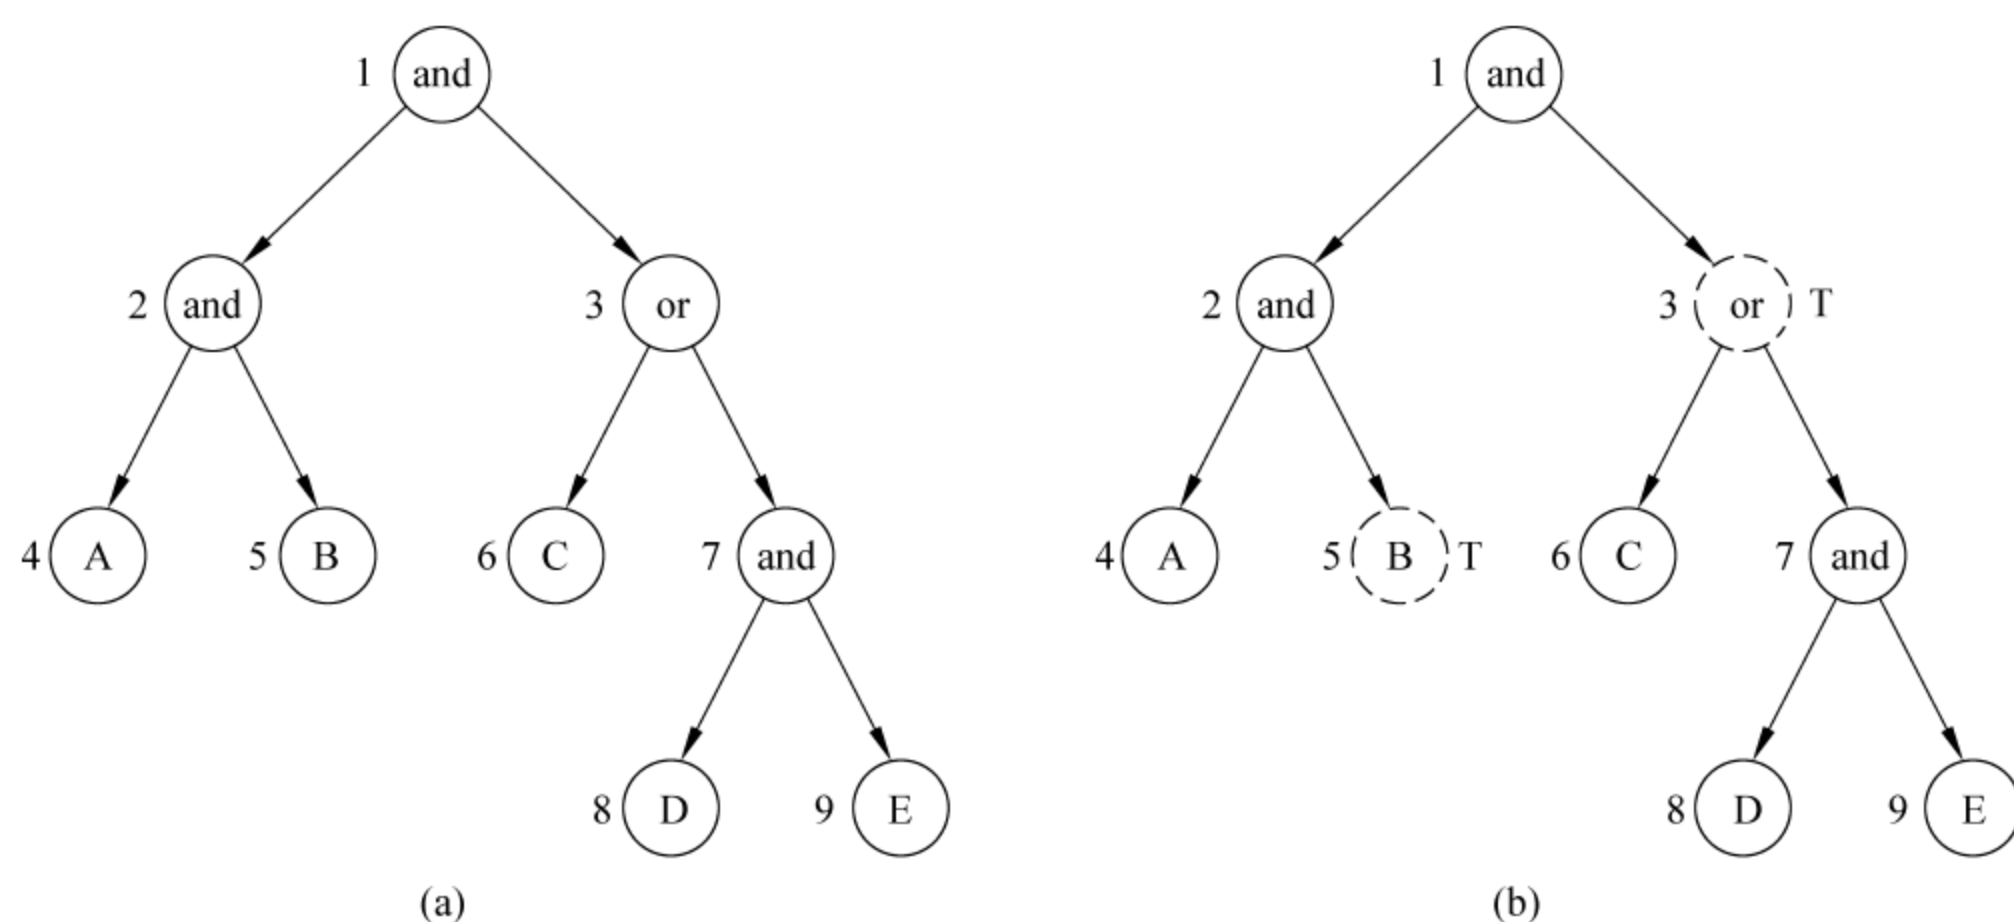 1 and 1 and
2 and 3 or 2 and 3 or T
4 A 5 B 6 C 7 and 4 A 5 B T 6 C 7 and
8 D 9 E 8 D 9 E
(a) (b)